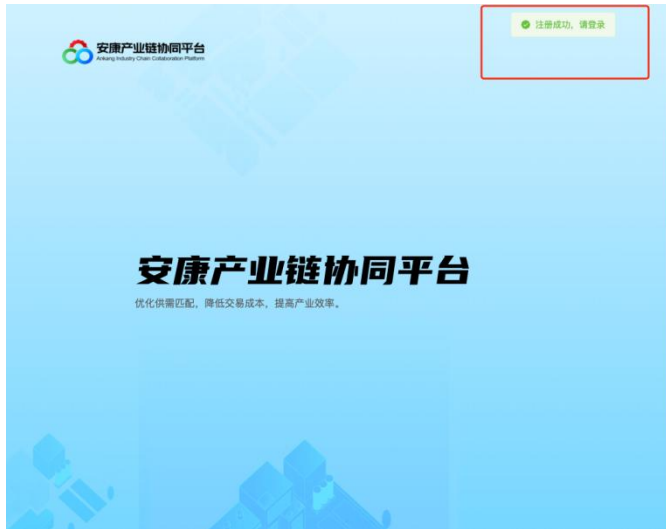 注册成功，请登录
安康产业链协同平台
Ankang Industry Chain Collaboration Platform
安康产业链协同平台
优化供需匹配，降低交易成本，提高产业效率。